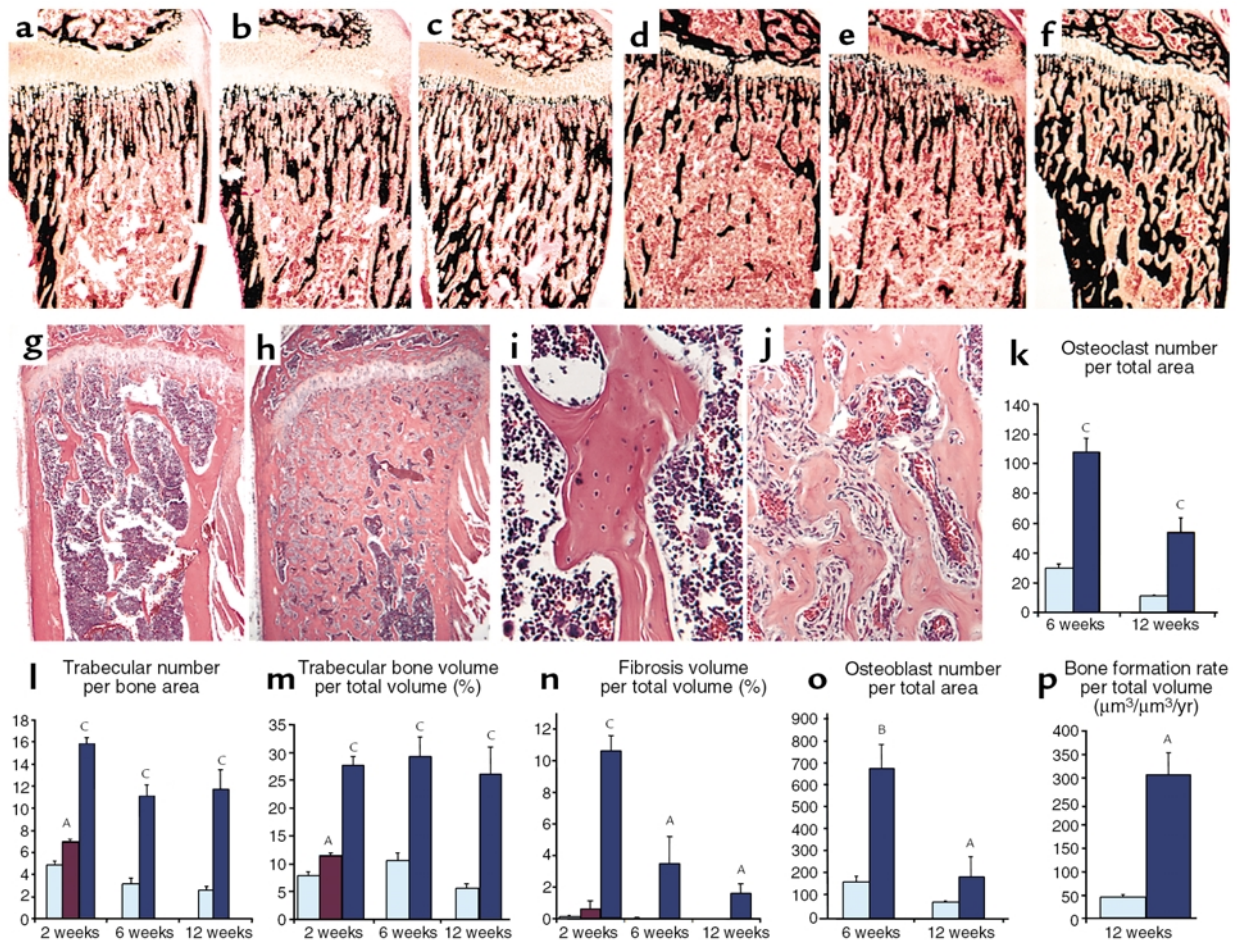 a
b
c
d
e
f
g
h
i
j
k
Osteoclast number
per total area
140
120
100
80
60
40
20
0
C
C
6 weeks
12 weeks
l
Trabecular number
per bone area
18
16
14
12
10
8
6
4
2
0
A
C
C
C
2 weeks
6 weeks
12 weeks
m
Trabecular bone volume
per total volume (%)
35
30
25
20
15
10
5
0
A
C
C
C
2 weeks
6 weeks
12 weeks
n
Fibrosis volume
per total volume (%)
12
10
8
6
4
2
0
C
A
A
2 weeks
6 weeks
12 weeks
o
Osteoblast number
per total area
900
800
700
600
500
400
300
200
100
0
B
A
6 weeks
12 weeks
p
Bone formation rate
per total volume
(μm³/μm³/yr)
400
350
300
250
200
150
100
50
0
A
12 weeks